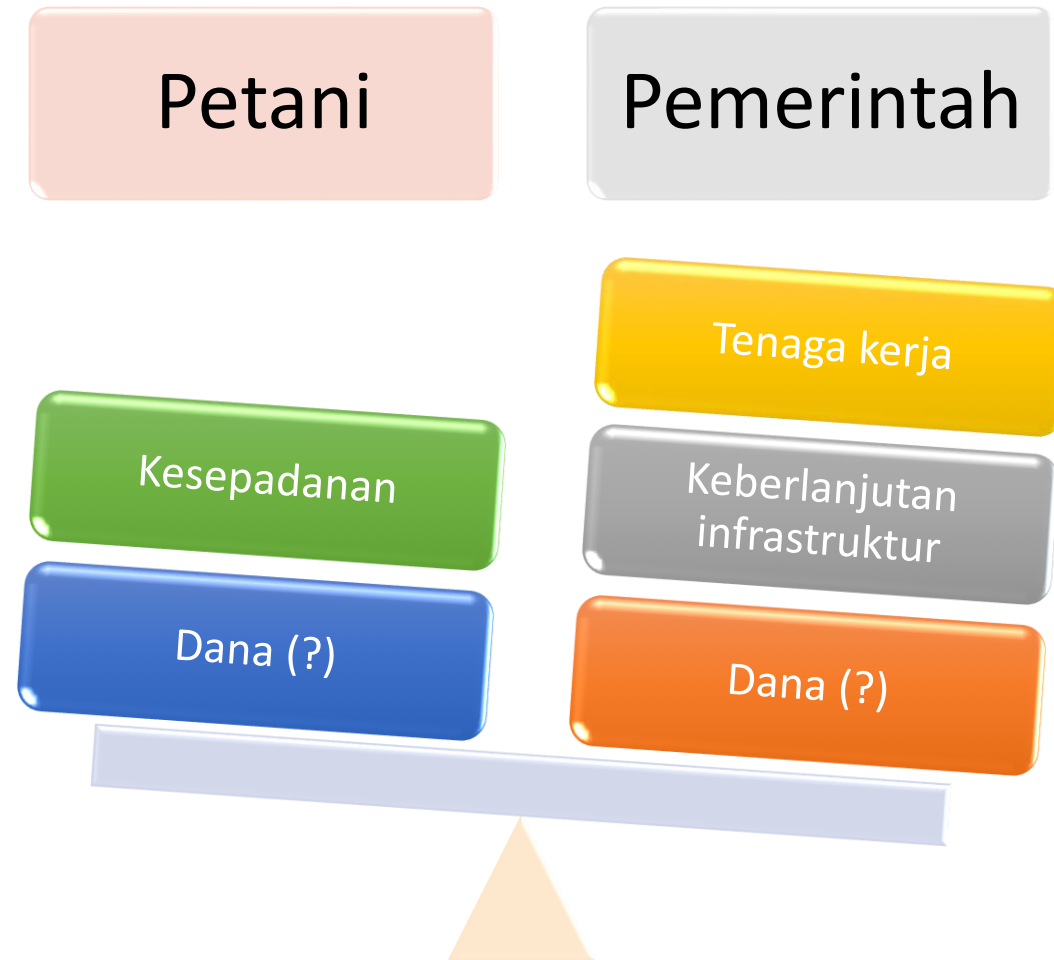 Petani
Pemerintah
Tenaga kerja
Kesepadanan
Keberlanjutan
infrastruktur
Dana (?)
Dana (?)